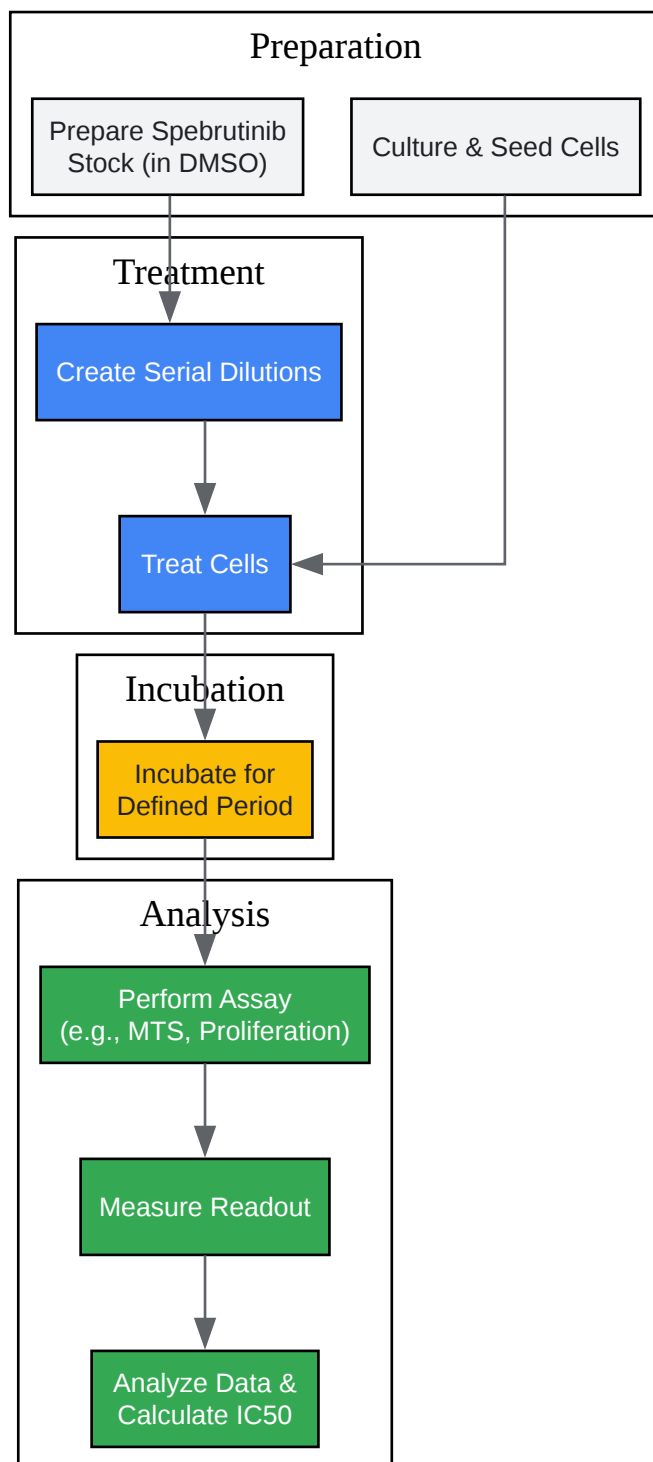 Preparation
Prepare Spebrutinib
Stock (in DMSO)
Culture & Seed Cells
Treatment
Create Serial Dilutions
Treat Cells
Incubation
Incubate for
Defined Period
Analysis
Perform Assay
(e.g., MTS, Proliferation)
Measure Readout
Analyze Data &
Calculate IC50